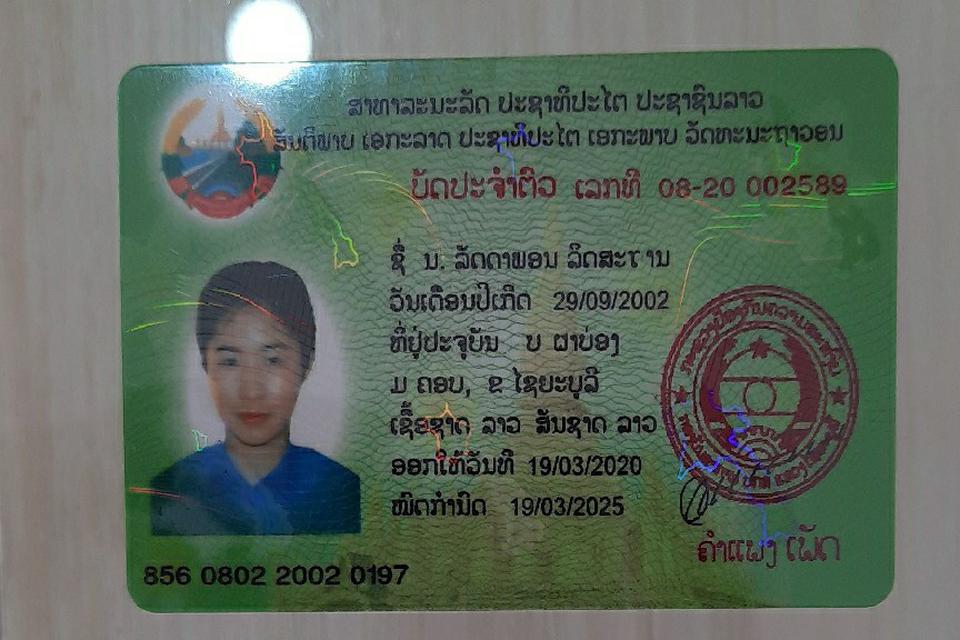 ສາທາລະນະລັດ ປະຊາທິປະໄຕ ປະຊາຊົນລາວ
ສັນຕິພາບ ເອກະລາດ ປະຊາທິປະໄຕ ເອກະພາບ ວັດທະນະຖາວອນ
ບັດປະຈຳຕົວ ເລກທີ 08-20 002589
ຊື່ ນ. ລັດດາພອນ
ວັນເດືອນປີເກີດ 29/09/2002
ທີ່ຢູ່ປະຈຸບັນ ບ ຜາບ່ອງ
ມ ຄອບ, ຂ ໄຊຍະບຸລີ
ເຊື້ອຊາດ ລາວ ສັນຊາດ ລາວ
ອອກໃຫ້ວັນທີ 19/03/2020
ໝົດກຳນົດ 19/03/2025
ຄຳແພງ ເພັດ
856 0802 2002 0197